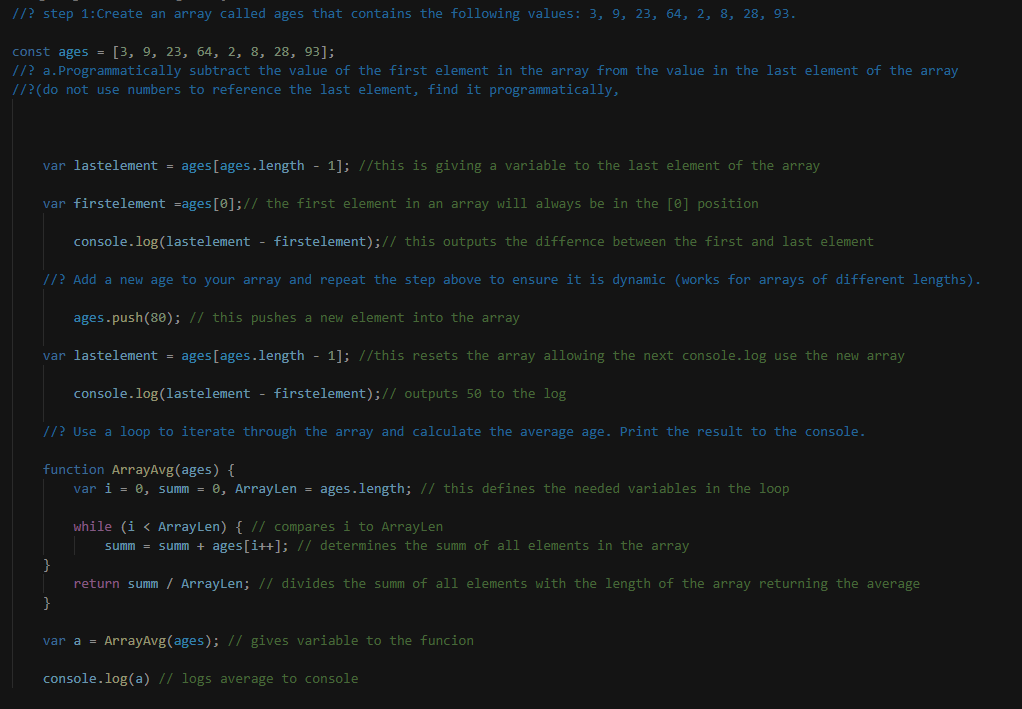 //? step 1:Create an array called ages that contains the following values: 3, 9, 23, 64, 2, 8, 28, 93.
const ages = [3, 9, 23, 64, 2, 8, 28, 93];
//? a.Programmatically subtract the value of the first element in the array from the value in the last element of the array
//?(do not use numbers to reference the last element, find it programmatically,
var lastelement = ages[ages.length - 1]; //this is giving a variable to the last element of the array
var firstelement =ages[0];// the first element in an array will always be in the [0] position
console.log(lastelement - firstelement);// this outputs the differnce between the first and last element
//? Add a new age to your array and repeat the step above to ensure it is dynamic (works for arrays of different lengths).
ages.push(80); // this pushes a new element into the array
var lastelement = ages[ages.length - 1]; //this resets the array allowing the next console.log use the new array
console.log(lastelement - firstelement);// outputs 50 to the log
//? Use a loop to iterate through the array and calculate the average age. Print the result to the console.
function ArrayAvg(ages) {
var i = 0, summ = 0, ArrayLen = ages.length; // this defines the needed variables in the loop
while (i < ArrayLen) { // compares i to ArrayLen
summ = summ + ages[i++]; // determines the summ of all elements in the array
}
return summ / ArrayLen; // divides the summ of all elements with the length of the array returning the average
}
var a = ArrayAvg(ages); // gives variable to the funcion
console.log(a) // logs average to console